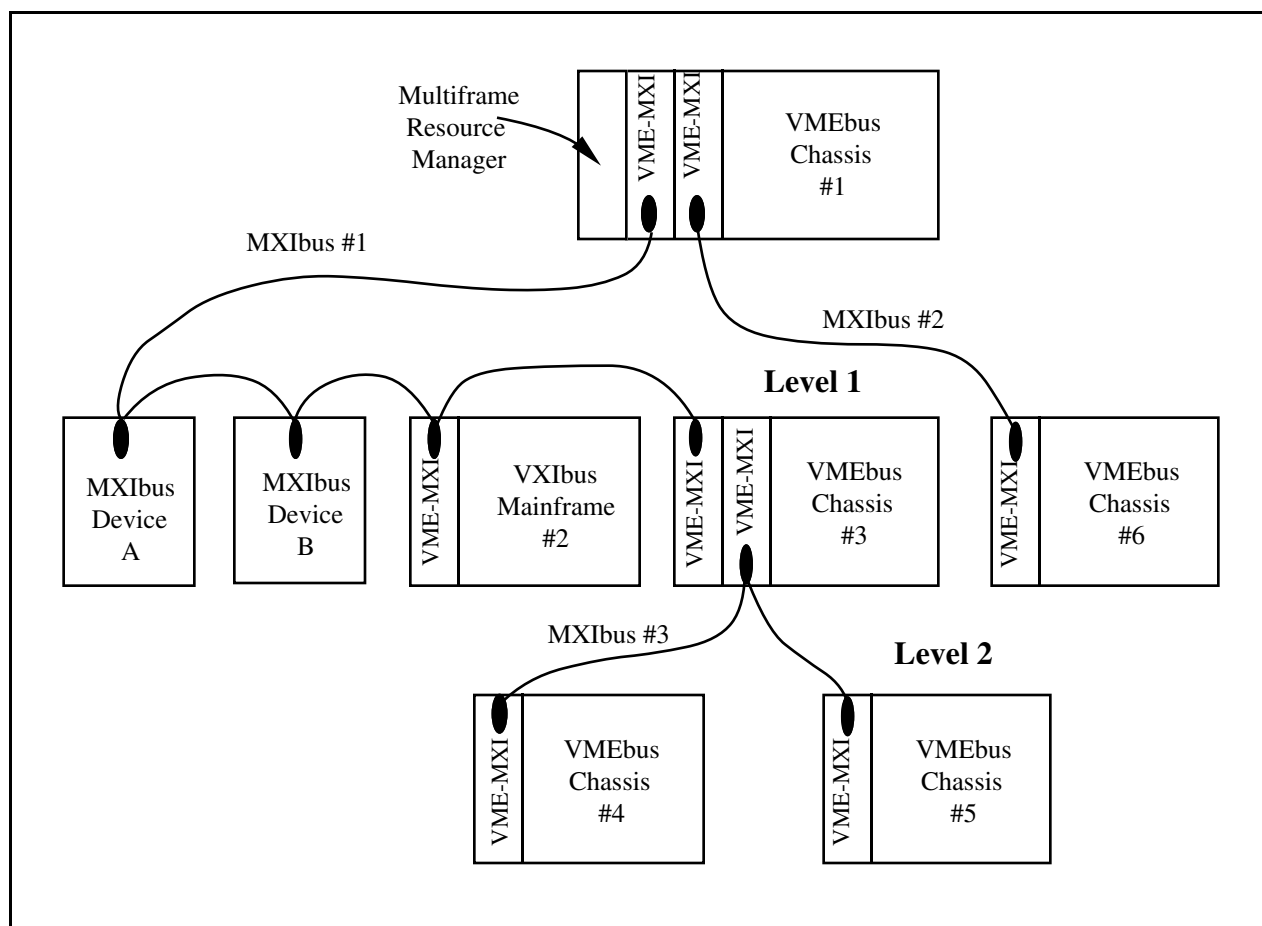 Multiframe
Resource
Manager
VME-MXI
VME-MXI
VMEbus
Chassis
#1
MXIbus #1
MXIbus #2
Level 1
MXIbus
Device
A
MXIbus
Device
B
VME-MXI
VXIbus
Mainframe
#2
VME-MXI
VME-MXI
VMEbus
Chassis
#3
VME-MXI
VMEbus
Chassis
#6
MXIbus #3
Level 2
VME-MXI
VMEbus
Chassis
#4
VME-MXI
VMEbus
Chassis
#5